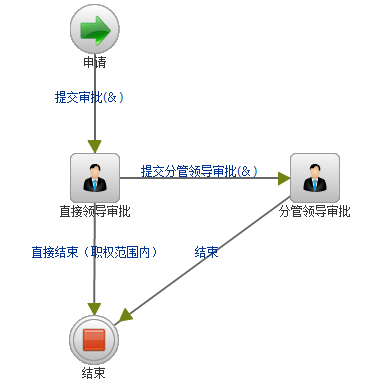 申请
提交审批(&)
提交分管领导审批(&)
直接领导审批
分管领导审批
直接结束（职权范围内）
结束
结束